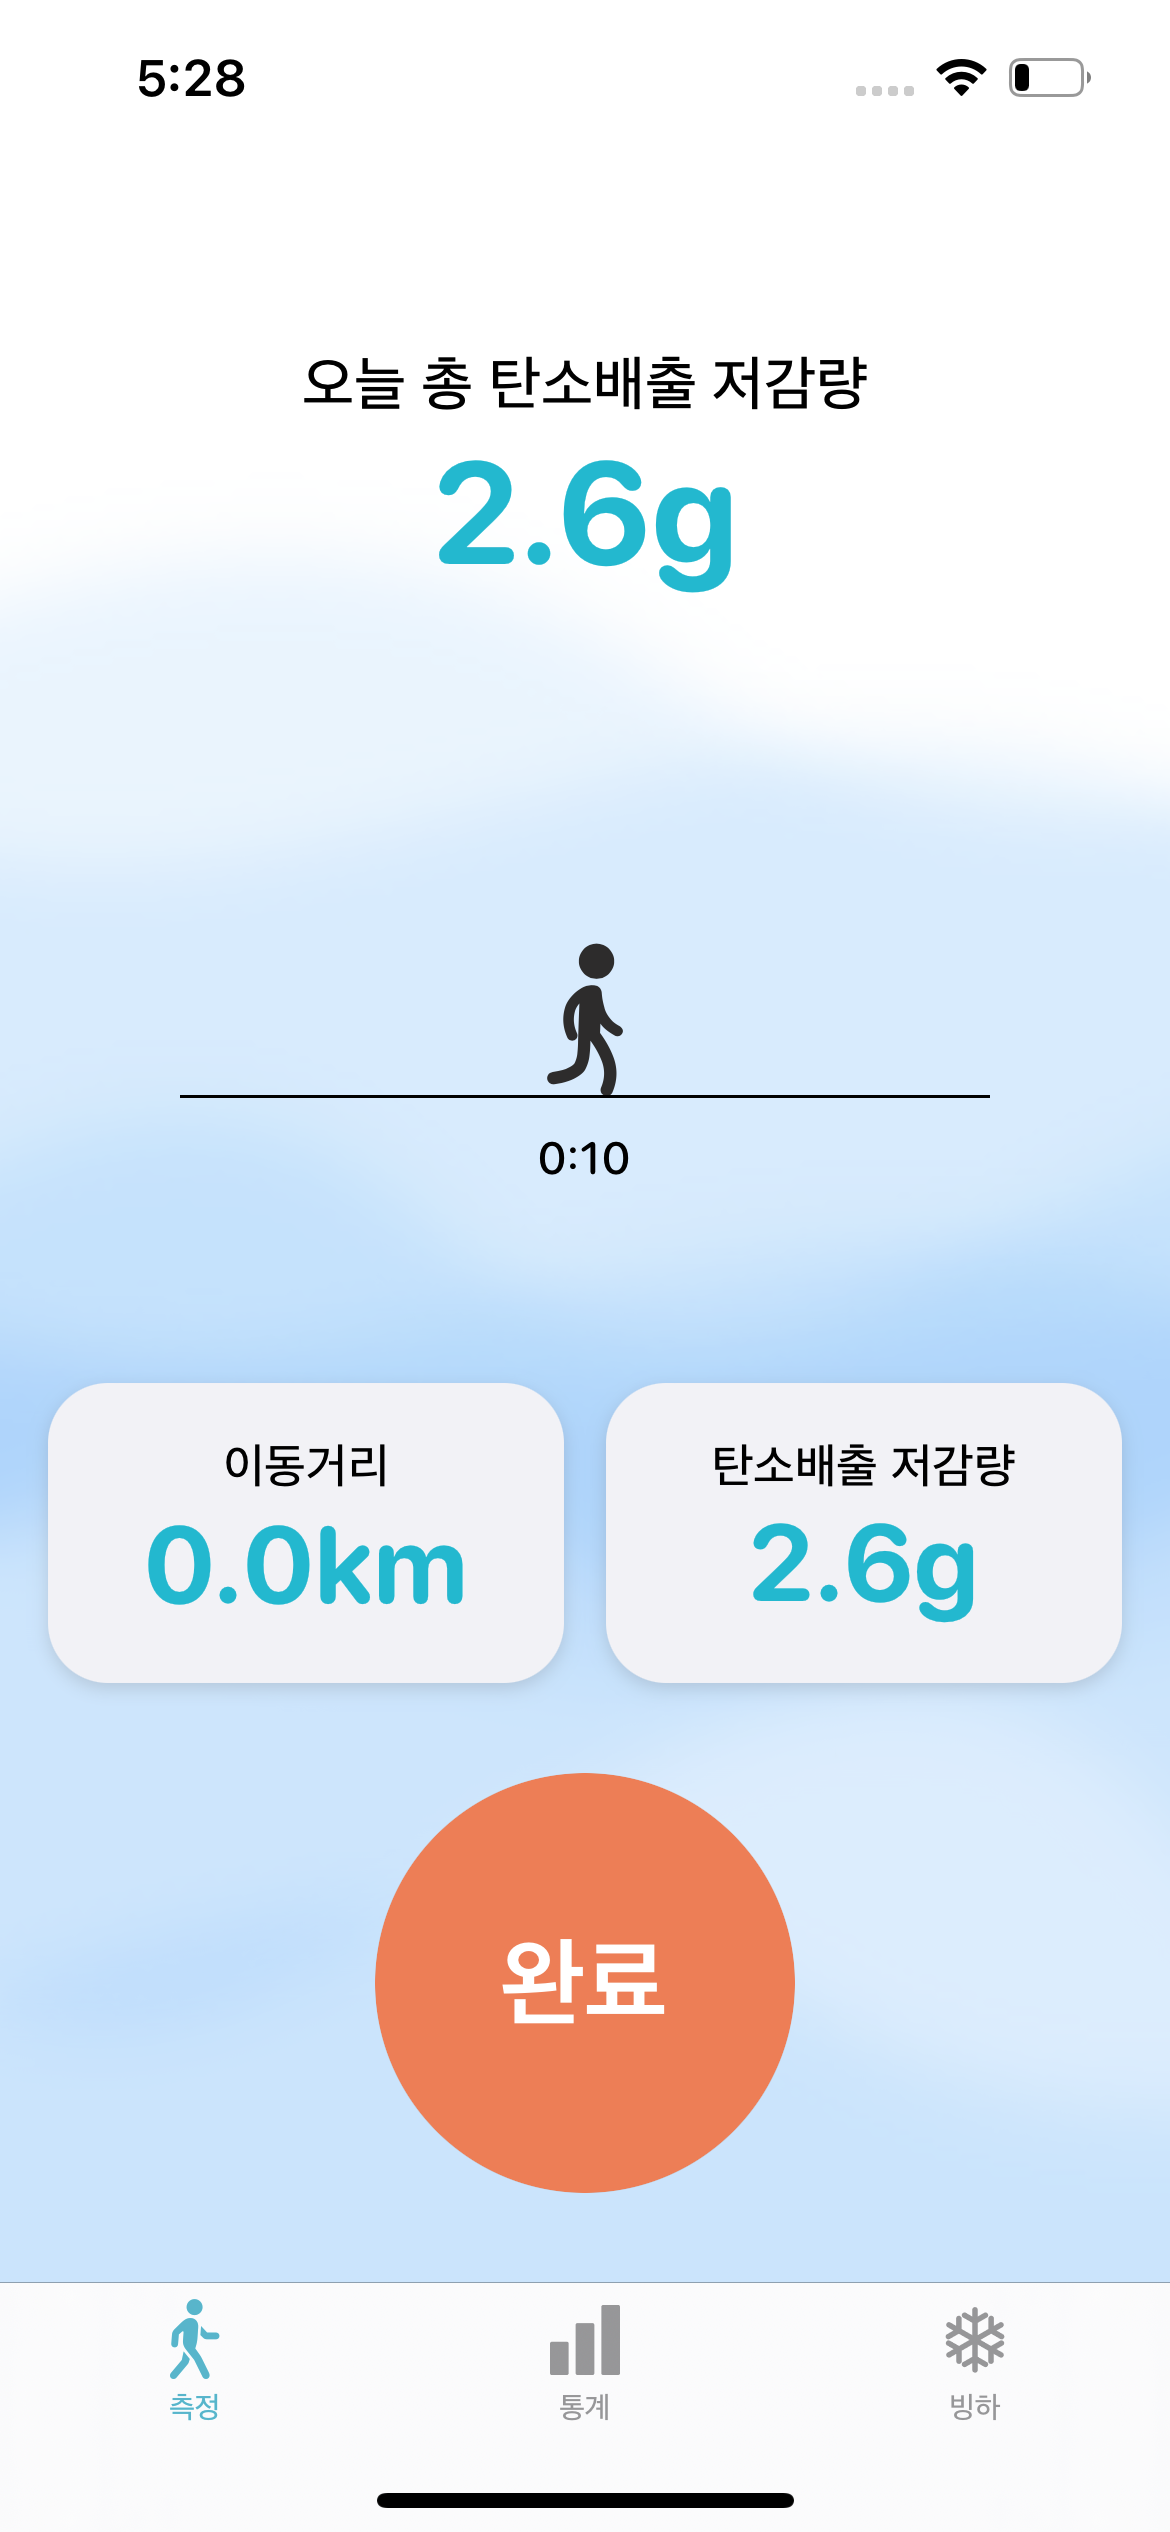 5:28
오늘 총 탄소배출 저감량
2.6g
0:10
이동거리
0.0km
탄소배출 저감량
2.6g
완료
측정
통계
빙하